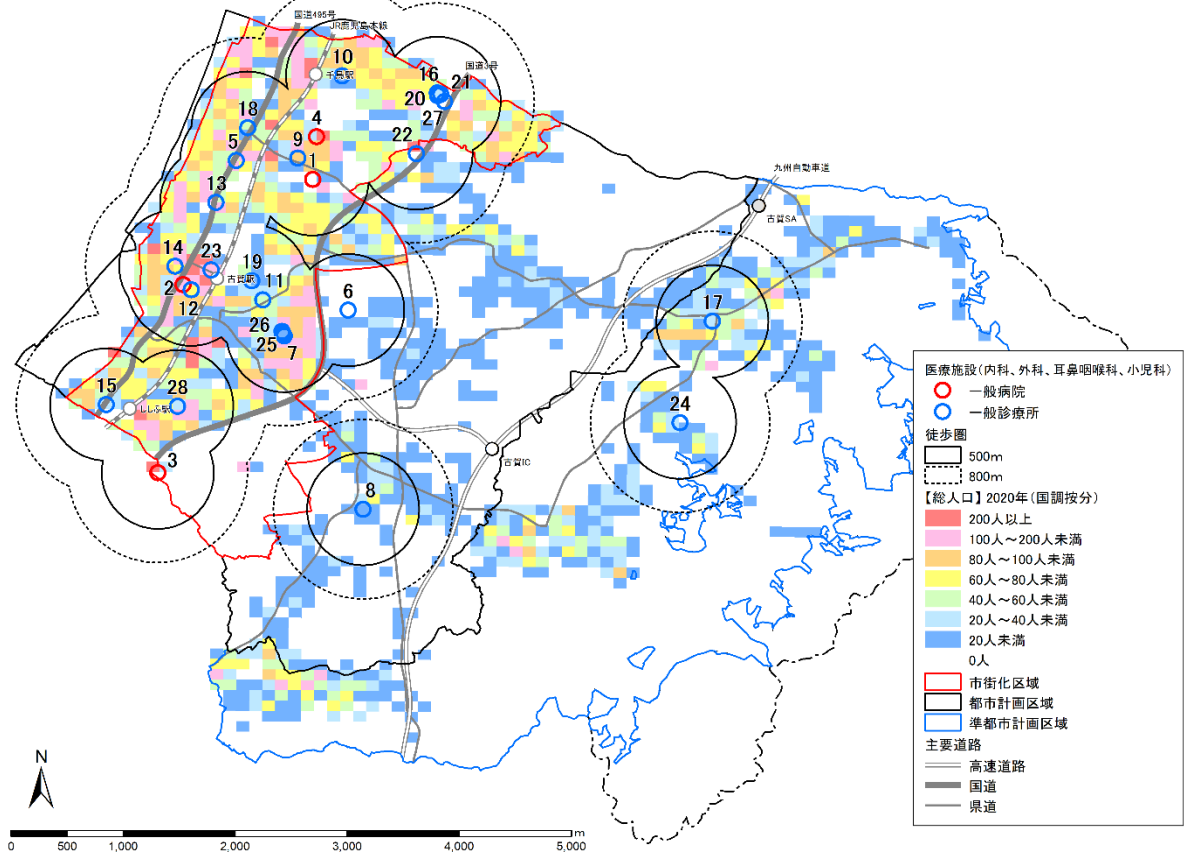 国道495号
JR鹿児島本線
10
千鳥駅
国道3号
16
21
20
27
18
4
22
5
9
1
九州自動車道
13
古賀SA
14
23
19
古賀駅
2
11
12
6
17
26
25
7
15
28
ししぶ駅
24
3
古賀IC
8
医療施設(内科、外科、耳鼻咽喉科、小児科)
一般病院
一般診療所
徒歩圏
500m
800m
【総人口】2020年(国調按分)
200人以上
100人～200人未満
80人～100人未満
60人～80人未満
40人～60人未満
20人～40人未満
20人未満
0人
市街化区域
都市計画区域
準都市計画区域
主要道路
高速道路
国道
県道
N
0 500 1,000 2,000 3,000 4,000 5,000 m